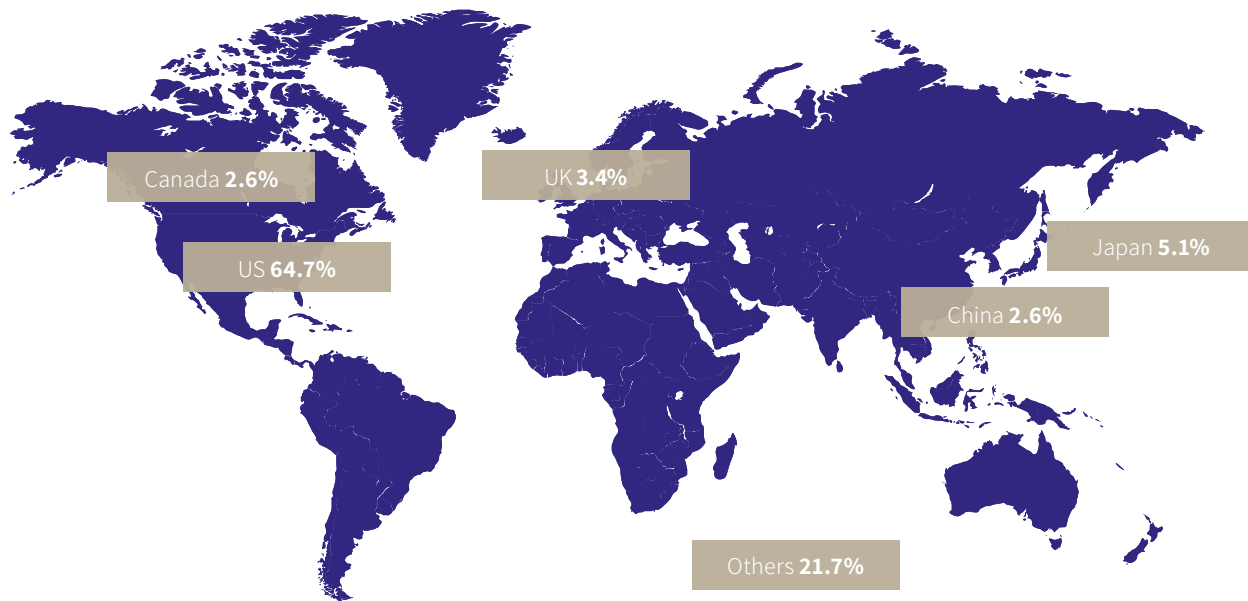 Canada 2.6%
UK 3.4%
US 64.7%
Japan 5.1%
China 2.6%
Others 21.7%